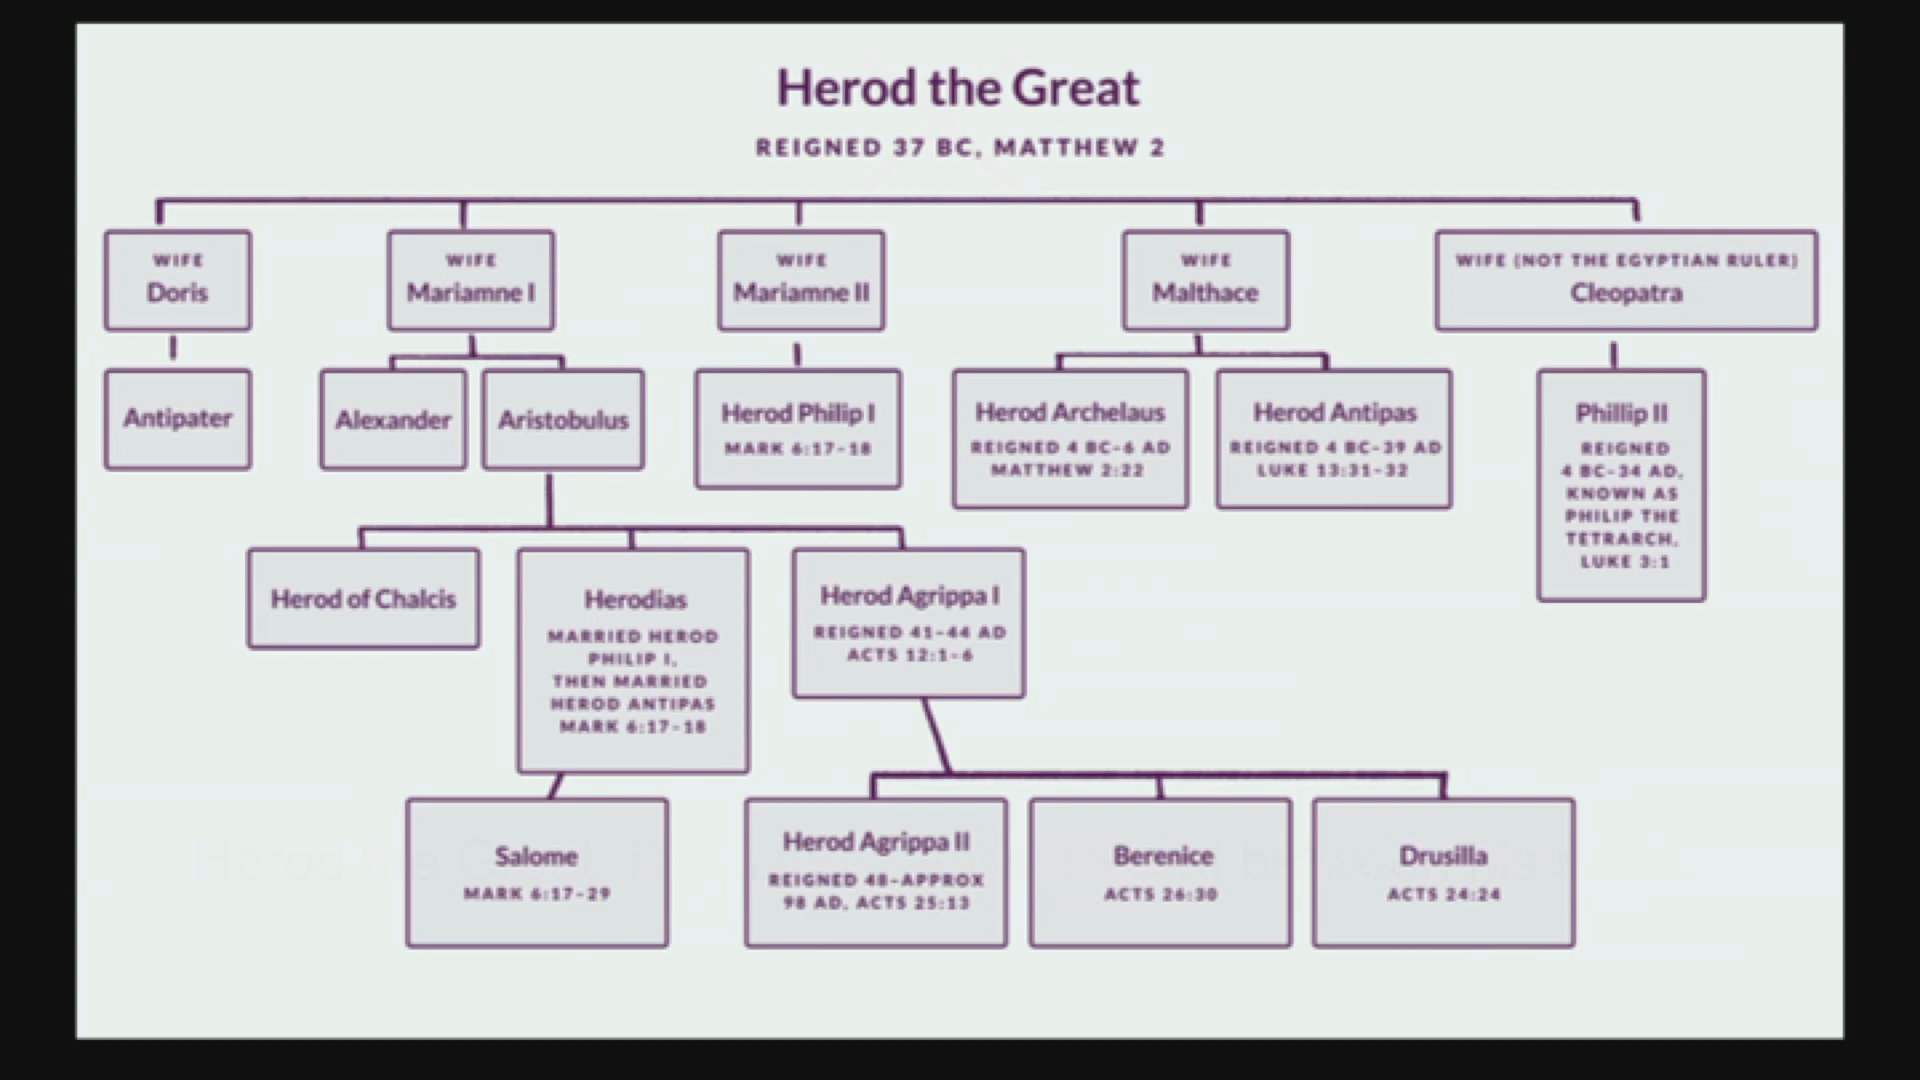 Herod the Great
REIGNED 37 BC, MATTHEW 2
WIFE
Doris
WIFE
Mariamne I
WIFE
Mariamne II
WIFE
Malthace
WIFE (NOT THE EGYPTIAN RULER)
Cleopatra
Antipater
Alexander
Aristobulus
Herod Philip I
MARK 6:17-18
Herod Archelaus
REIGNED 4 BC-6 AD
MATTHEW 2:22
Herod Antipas
REIGNED 4 BC-39 AD
LUKE 13:31-32
Phillip II
REIGNED
4 BC-34 AD,
KNOWN AS
PHILIP THE
TETRARCH,
LUKE 3:1
Herod of Chalcis
Herodias
MARRIED HEROD
PHILIP I,
THEN MARRIED
HEROD ANTIPAS
MARK 6:17-18
Herod Agrippa I
REIGNED 41-44 AD
ACTS 12:1-6
Salome
MARK 6:17-29
Herod Agrippa II
REIGNED 48-APPROX
98 AD, ACTS 25:13
Berenice
ACTS 26:30
Drusilla
ACTS 24:24